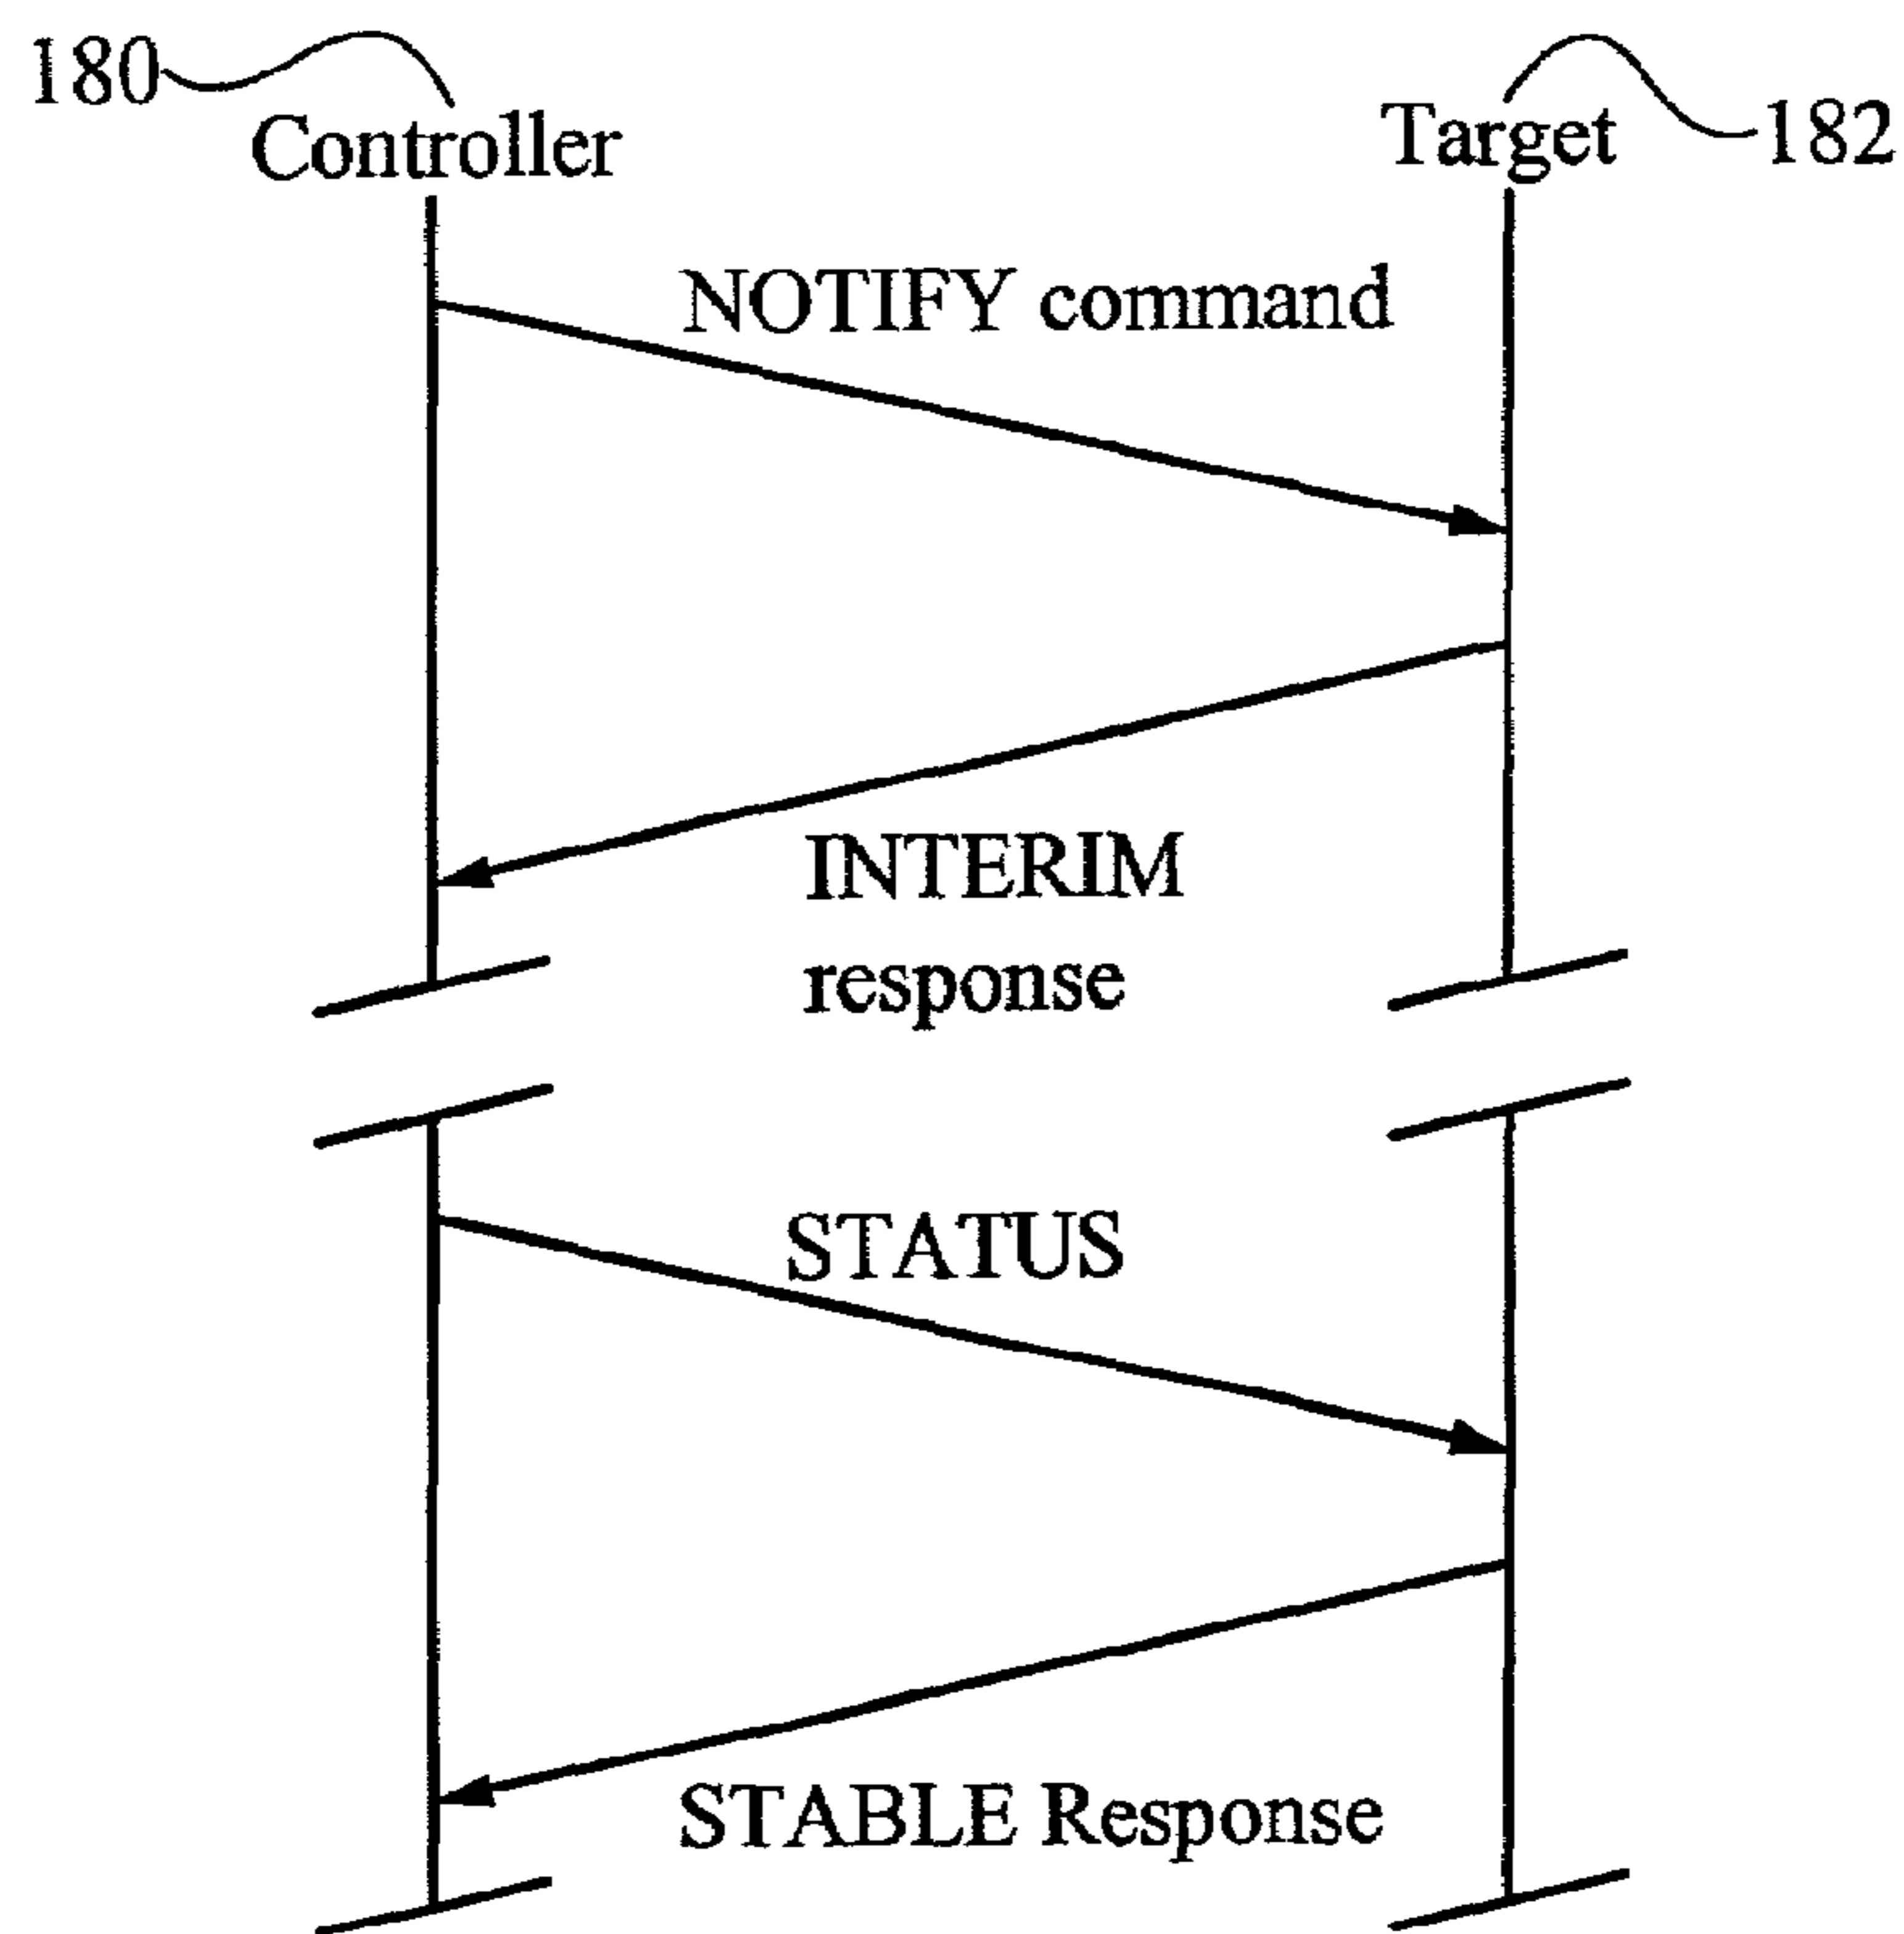 180
Controller
Target
182
NOTIFY command
INTERIM
response
STATUS
STABLE Response